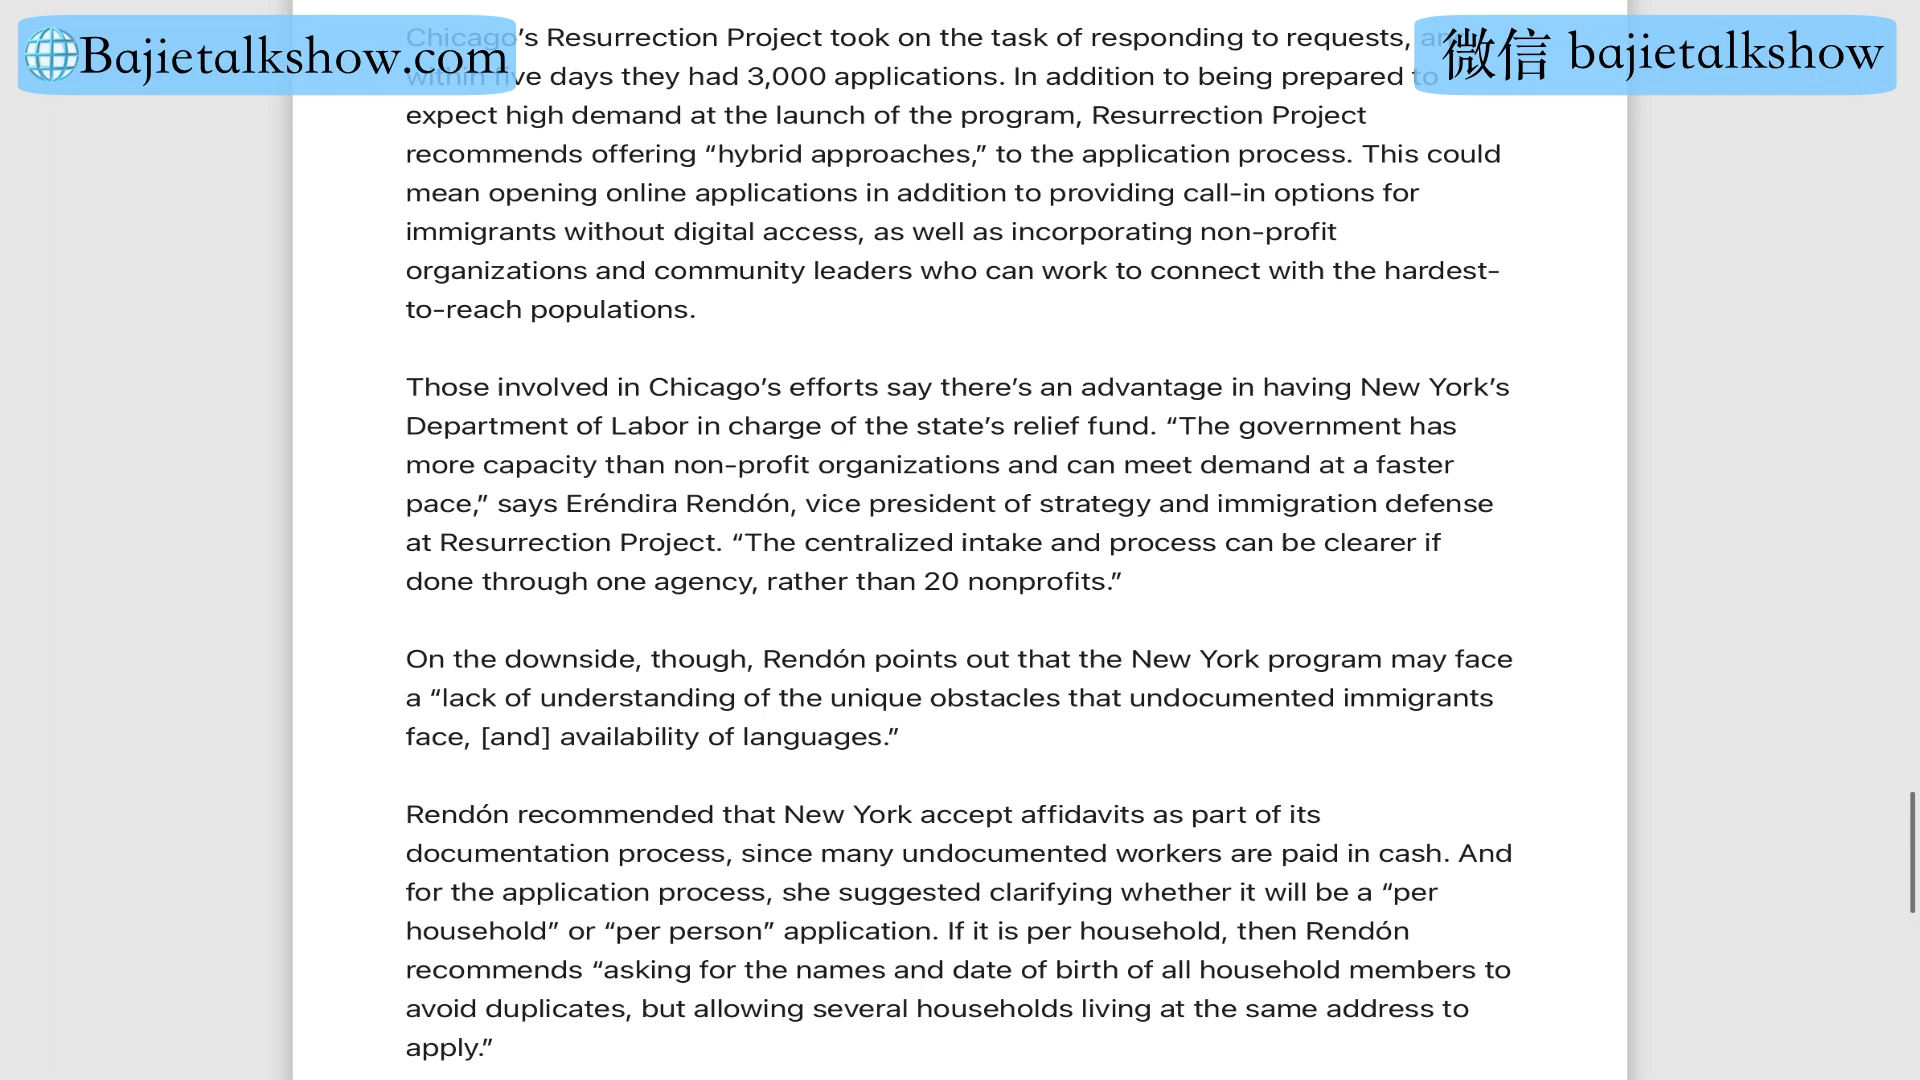 Bajietalkshow.com
微信 bajietalkshow
Chicago’s Resurrection Project took on the task of responding to requests, and
within five days they had 3,000 applications. In addition to being prepared to
expect high demand at the launch of the program, Resurrection Project
recommends offering “hybrid approaches,” to the application process. This could
mean opening online applications in addition to providing call-in options for
immigrants without digital access, as well as incorporating non-profit
organizations and community leaders who can work to connect with the hardest-
to-reach populations.
Those involved in Chicago’s efforts say there’s an advantage in having New York’s
Department of Labor in charge of the state’s relief fund. “The government has
more capacity than non-profit organizations and can meet demand at a faster
pace,” says Eréndira Rendón, vice president of strategy and immigration defense
at Resurrection Project. “The centralized intake and process can be clearer if
done through one agency, rather than 20 nonprofits.”
On the downside, though, Rendón points out that the New York program may face
a “lack of understanding of the unique obstacles that undocumented immigrants
face, [and] availability of languages.”
Rendón recommended that New York accept affidavits as part of its
documentation process, since many undocumented workers are paid in cash. And
for the application process, she suggested clarifying whether it will be a “per
household” or “per person” application. If it is per household, then Rendón
recommends “asking for the names and date of birth of all household members to
avoid duplicates, but allowing several households living at the same address to
apply.”